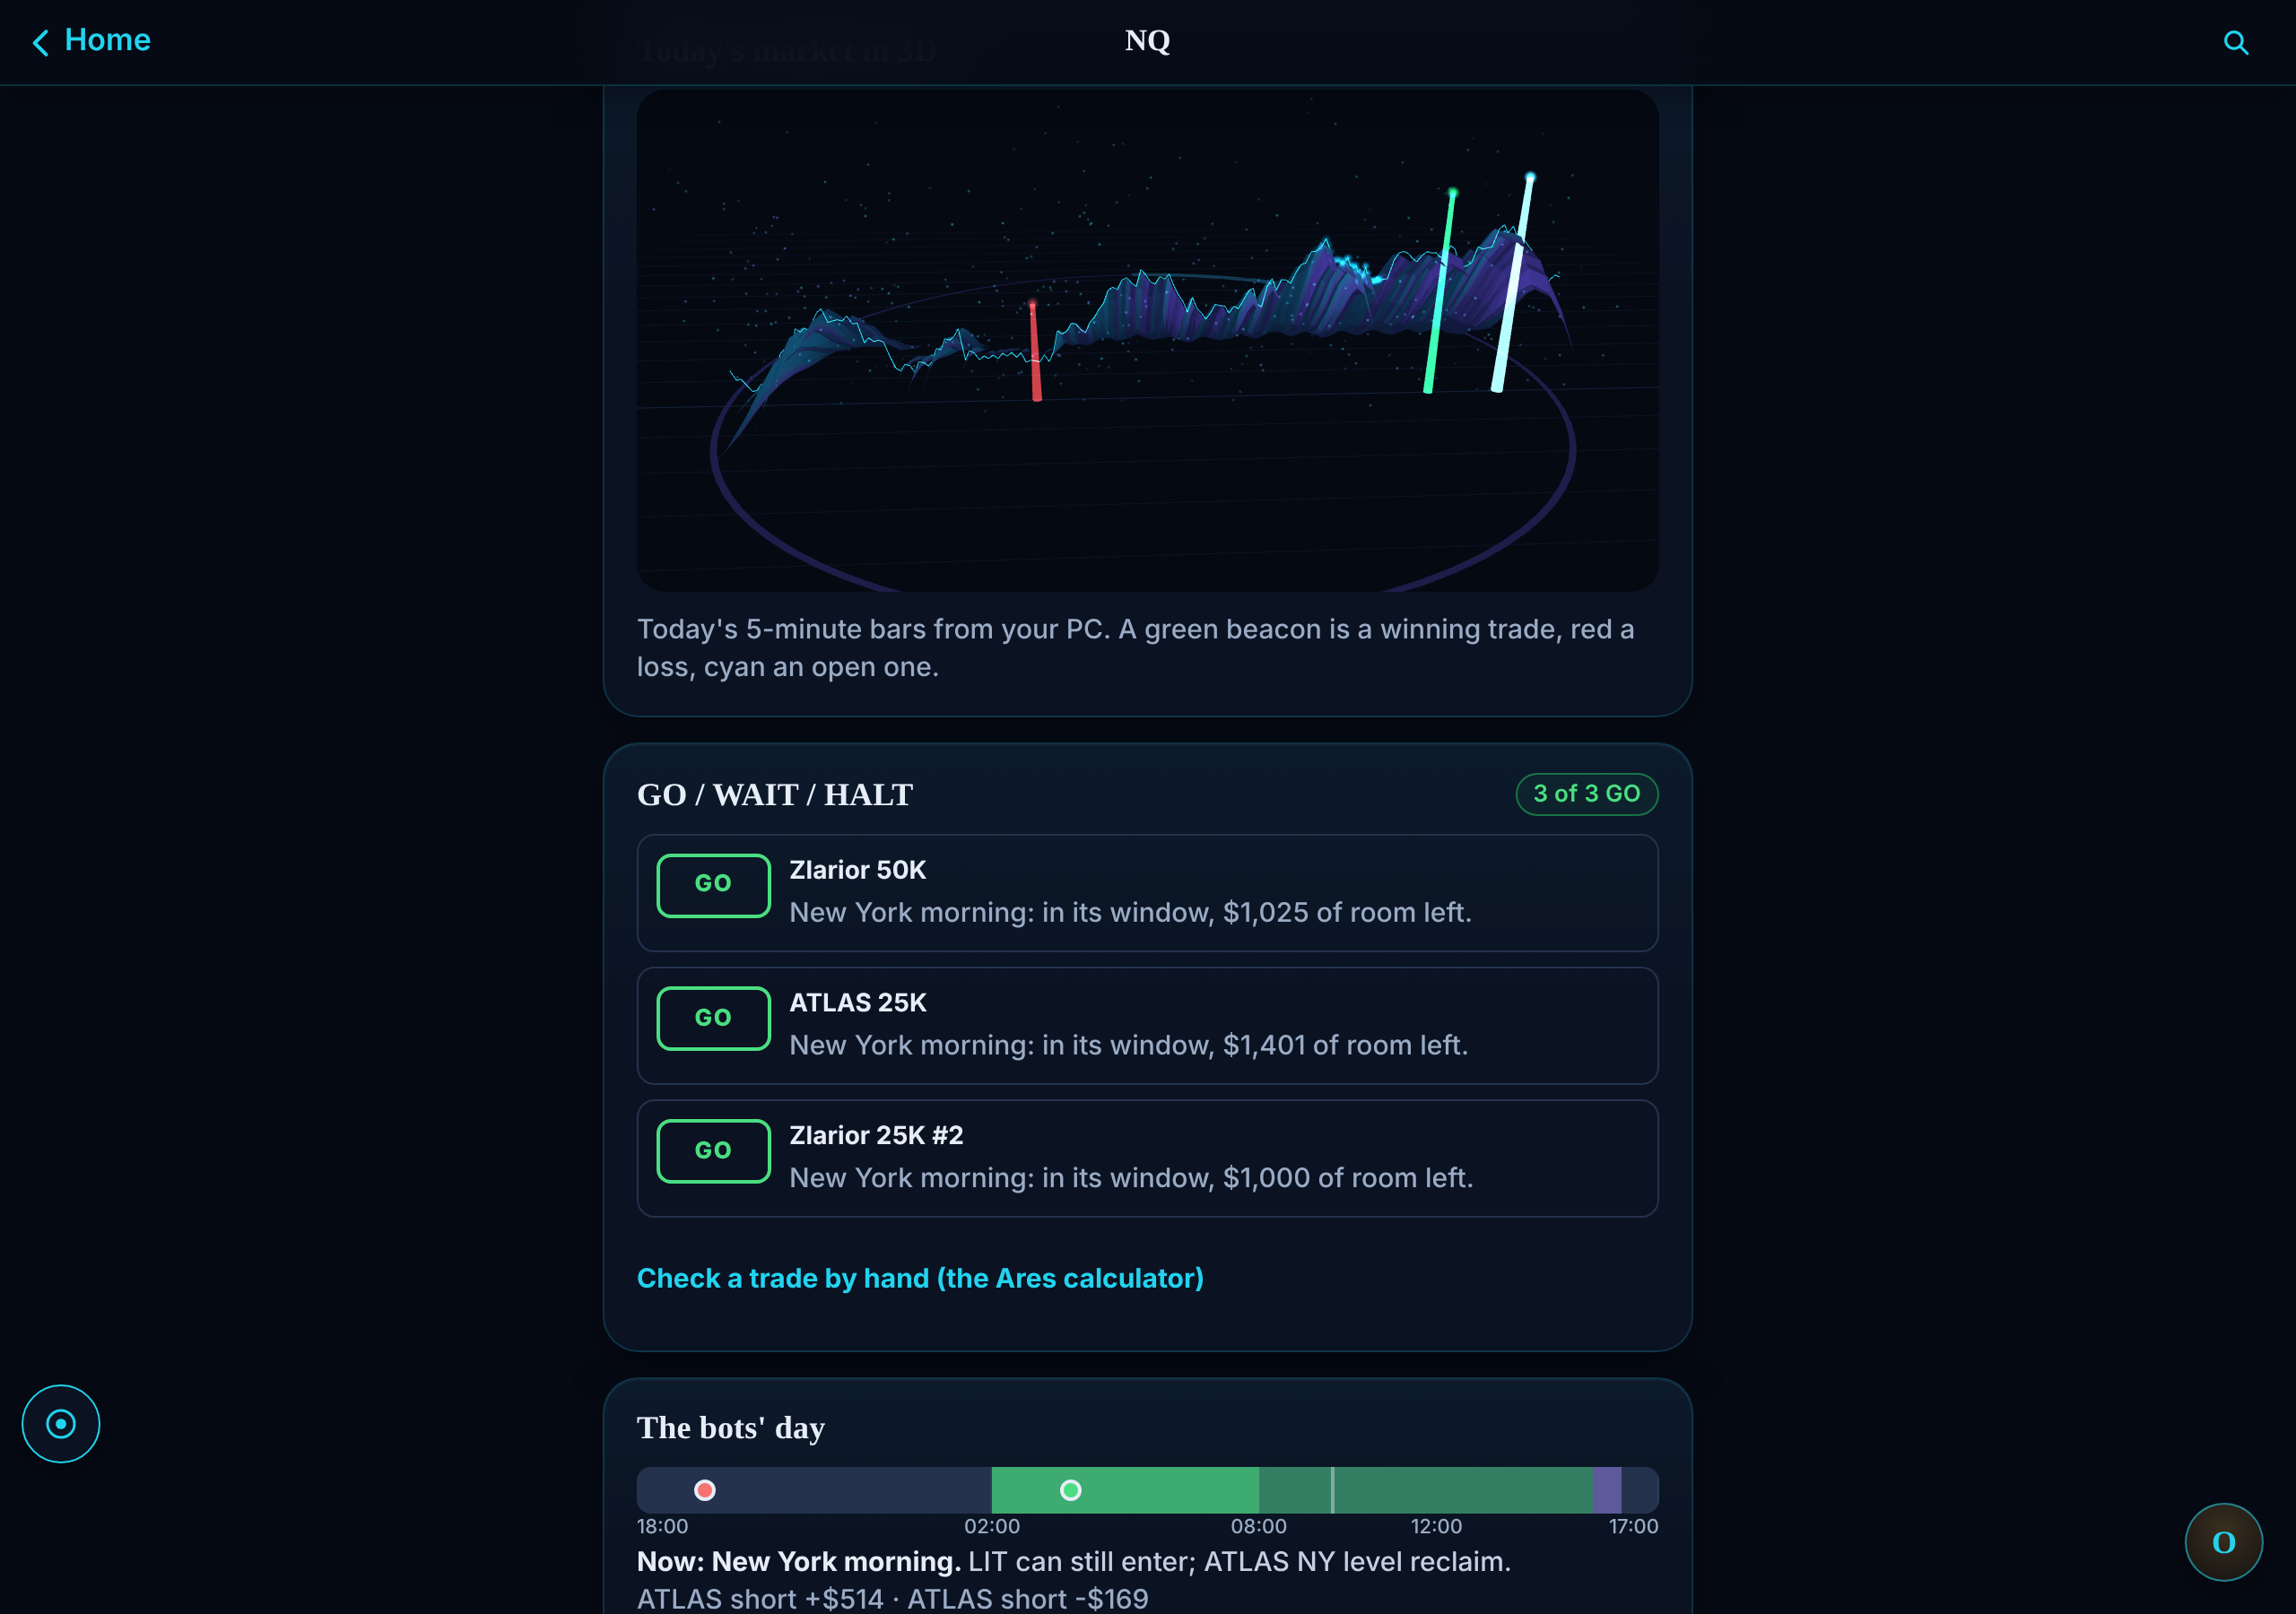 Home
NQ
Today's market in 3D
Today's 5-minute bars from your PC. A green beacon is a winning trade, red a
loss, cyan an open one.
GO / WAIT / HALT
3 of 3 GO
GO
Zlarior 50K
New York morning: in its window, $1,025 of room left.
GO
ATLAS 25K
New York morning: in its window, $1,401 of room left.
GO
Zlarior 25K #2
New York morning: in its window, $1,000 of room left.
Check a trade by hand (the Ares calculator)
The bots' day
18:00 02:00 08:00 12:00 17:00
Now: New York morning. LIT can still enter; ATLAS NY level reclaim.
ATLAS short +$514 · ATLAS short -$169
O